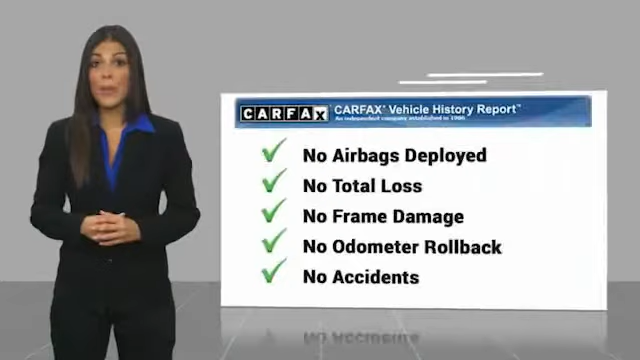 CARFAX CARFAX® Vehicle History Report™
An independent company established in 1986
No Airbags Deployed
No Total Loss
No Frame Damage
No Odometer Rollback
No Accidents